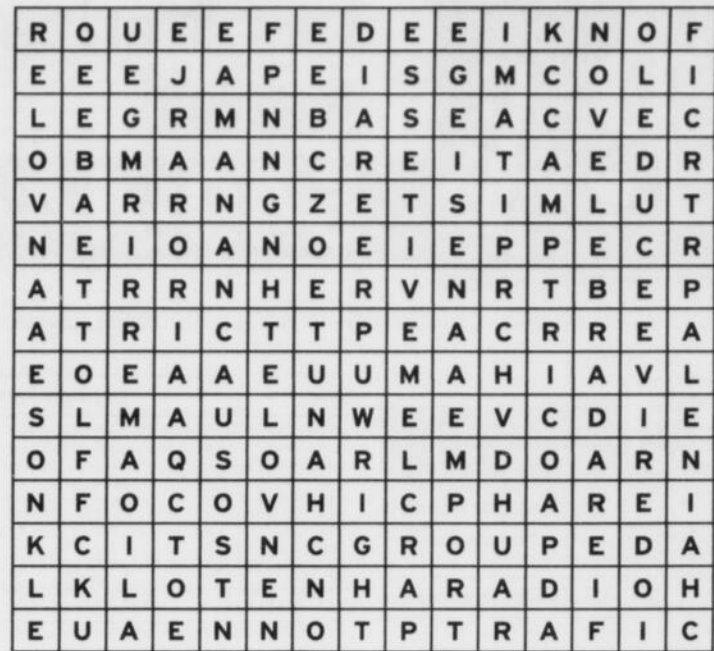 R O U E E F E D E E I K N O F
E E E J A P E I S G M C O L I
L E G R M N B A S E A C V E C
O B M A A N C R E I T A E D R
V A R R N G Z E T S I M L U T
N E I O A N O E I E P P E C R
A T R R N H E R V N R T B E P
A T R I C T T P E A C R R E A
E O E A A E U U M A H I A V L
S L M A U L N W E E V C D I E
O F A Q S O A R L M D O A R N
N F O C O V H I C P H A R E I
K C I T S N C G R O U P E D A
L K L O T E N H A R A D I O H
E U A E N N O T P T R A F I C